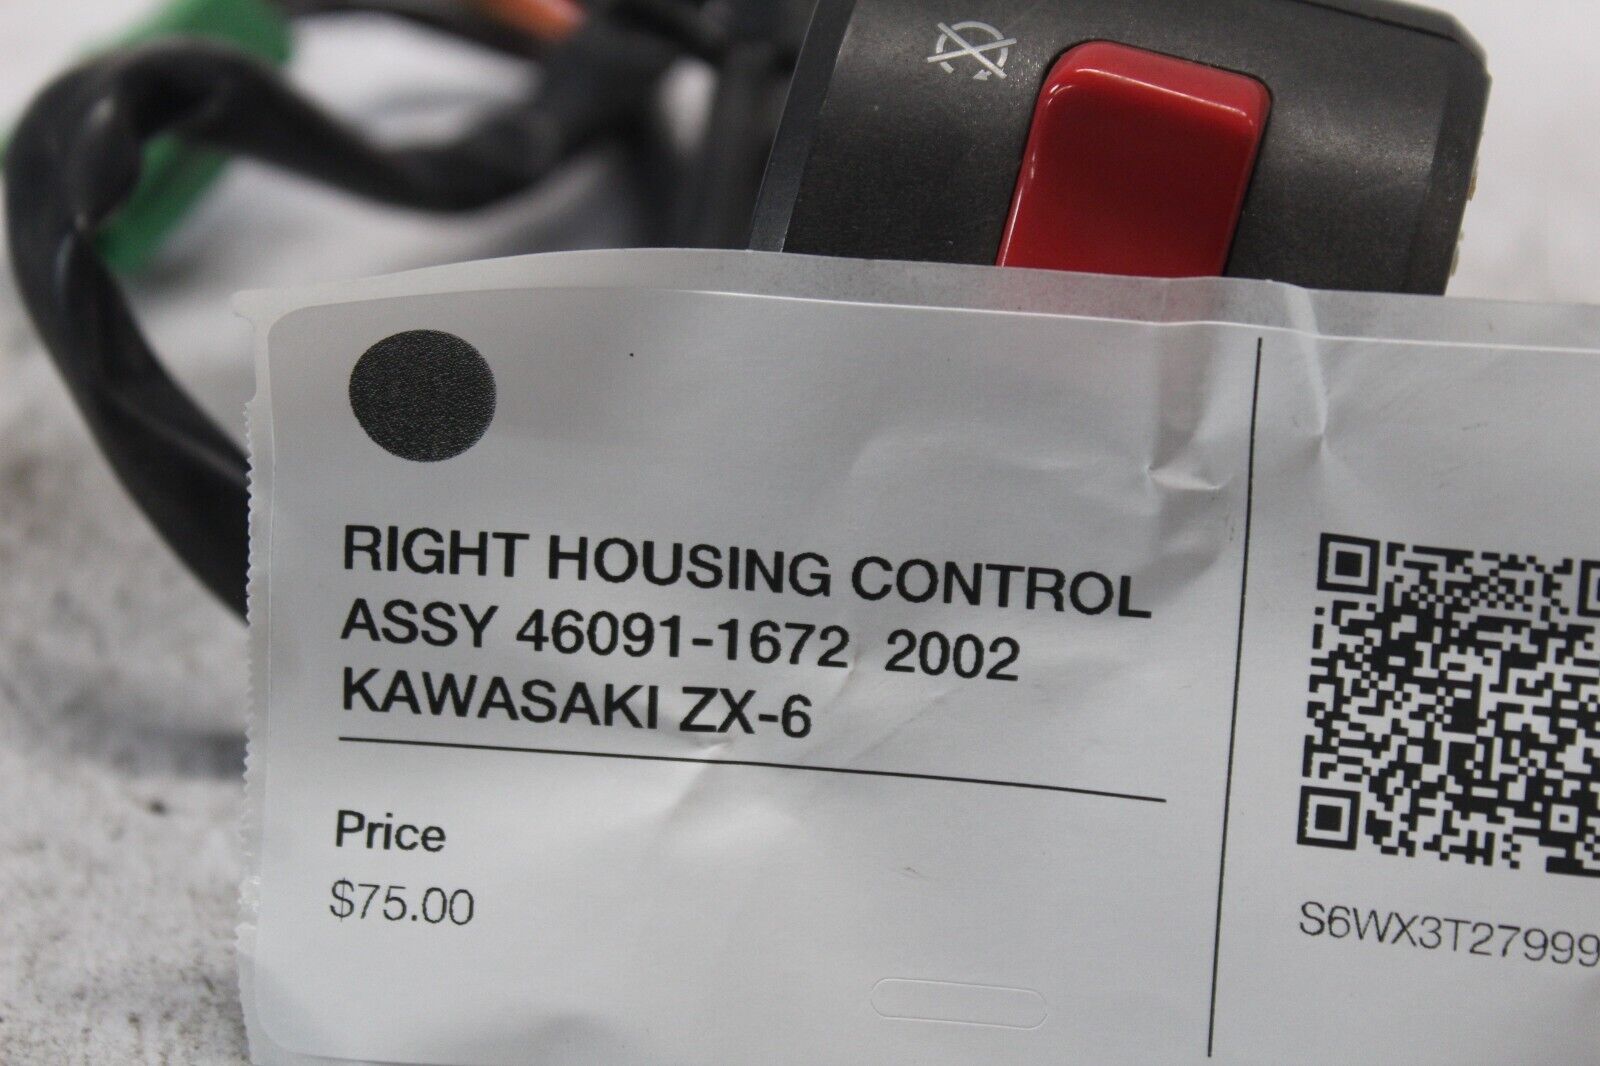 RIGHT HOUSING CONTROL
ASSY 46091-1672 2002
KAWASAKI ZX-6
Price
$75.00
S6WX3T27999